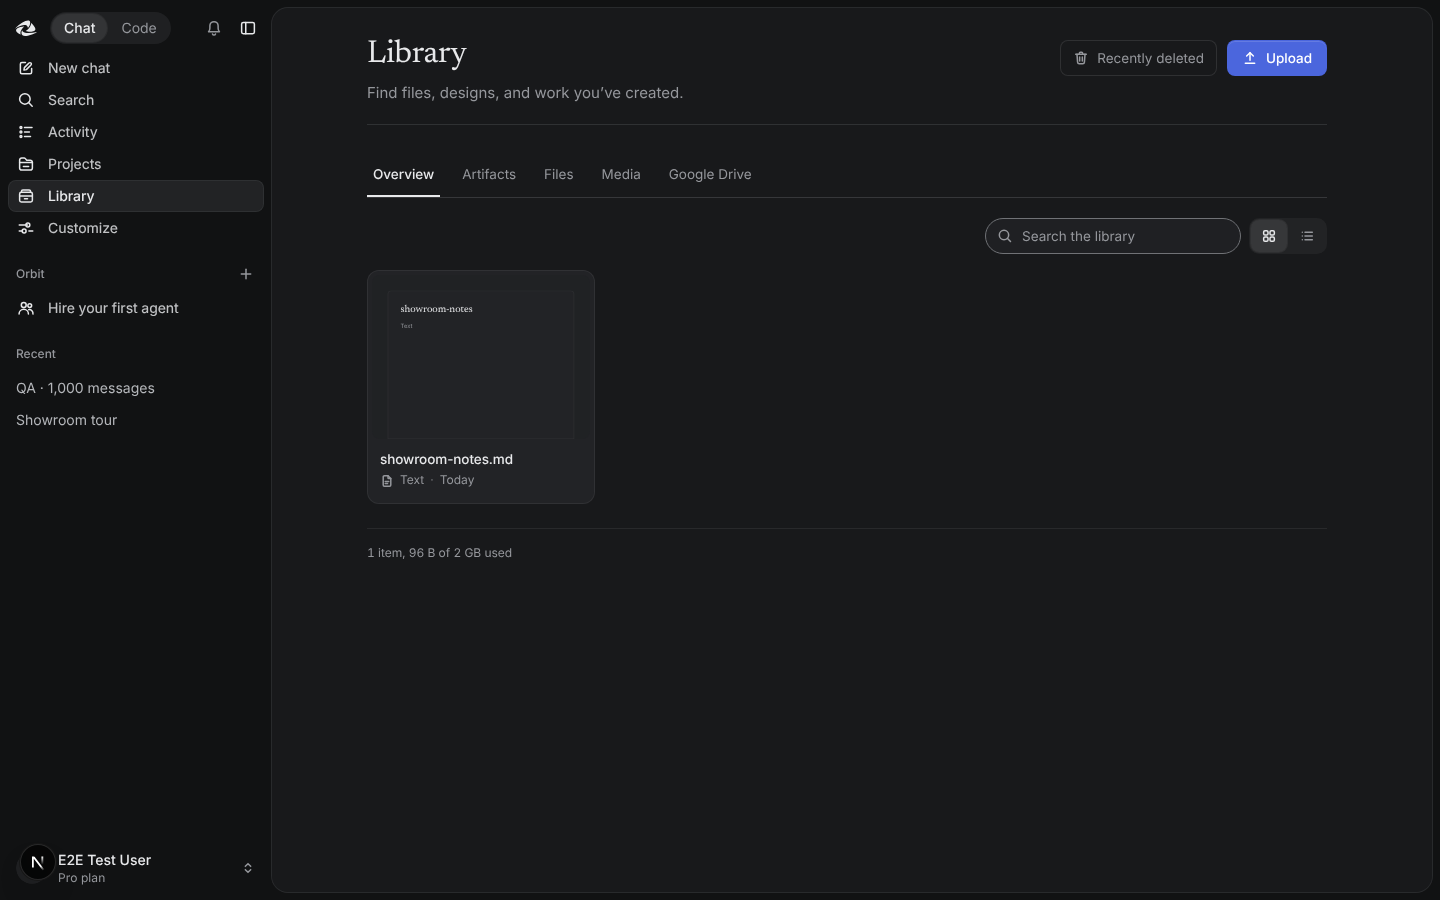 Chat
Code
New chat
Search
Activity
Projects
Library
Customize
Orbit
Hire your first agent
Recent
QA · 1,000 messages
Showroom tour
N
E2E Test User
Pro plan
Library
Recently deleted
Upload
Find files, designs, and work you’ve created.
Overview
Artifacts
Files
Media
Google Drive
Search the library
showroom-notes
Text
showroom-notes.md
Text · Today
1 item, 96 B of 2 GB used